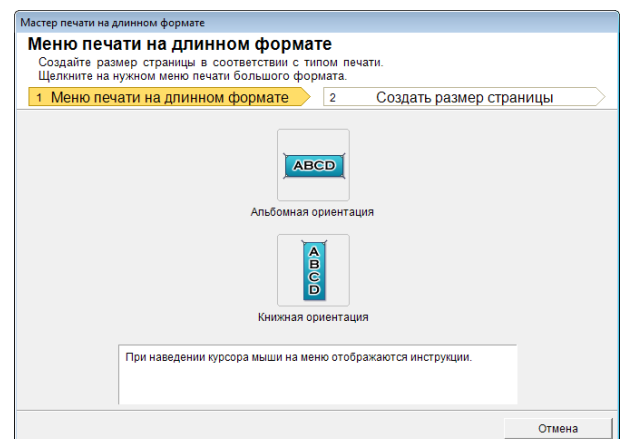 Мастер печати на длинном формате
Меню печати на длинном формате
Создайте размер страницы в соответствии с типом печати.
Щелкните на нужном меню печати большого формата.
1 Меню печати на длинном формате 2 Создать размер страницы
ABCD
Альбомная ориентация
A
B
C
D
Книжная ориентация
При наведении курсора мыши на меню отображаются инструкции.
Отмена